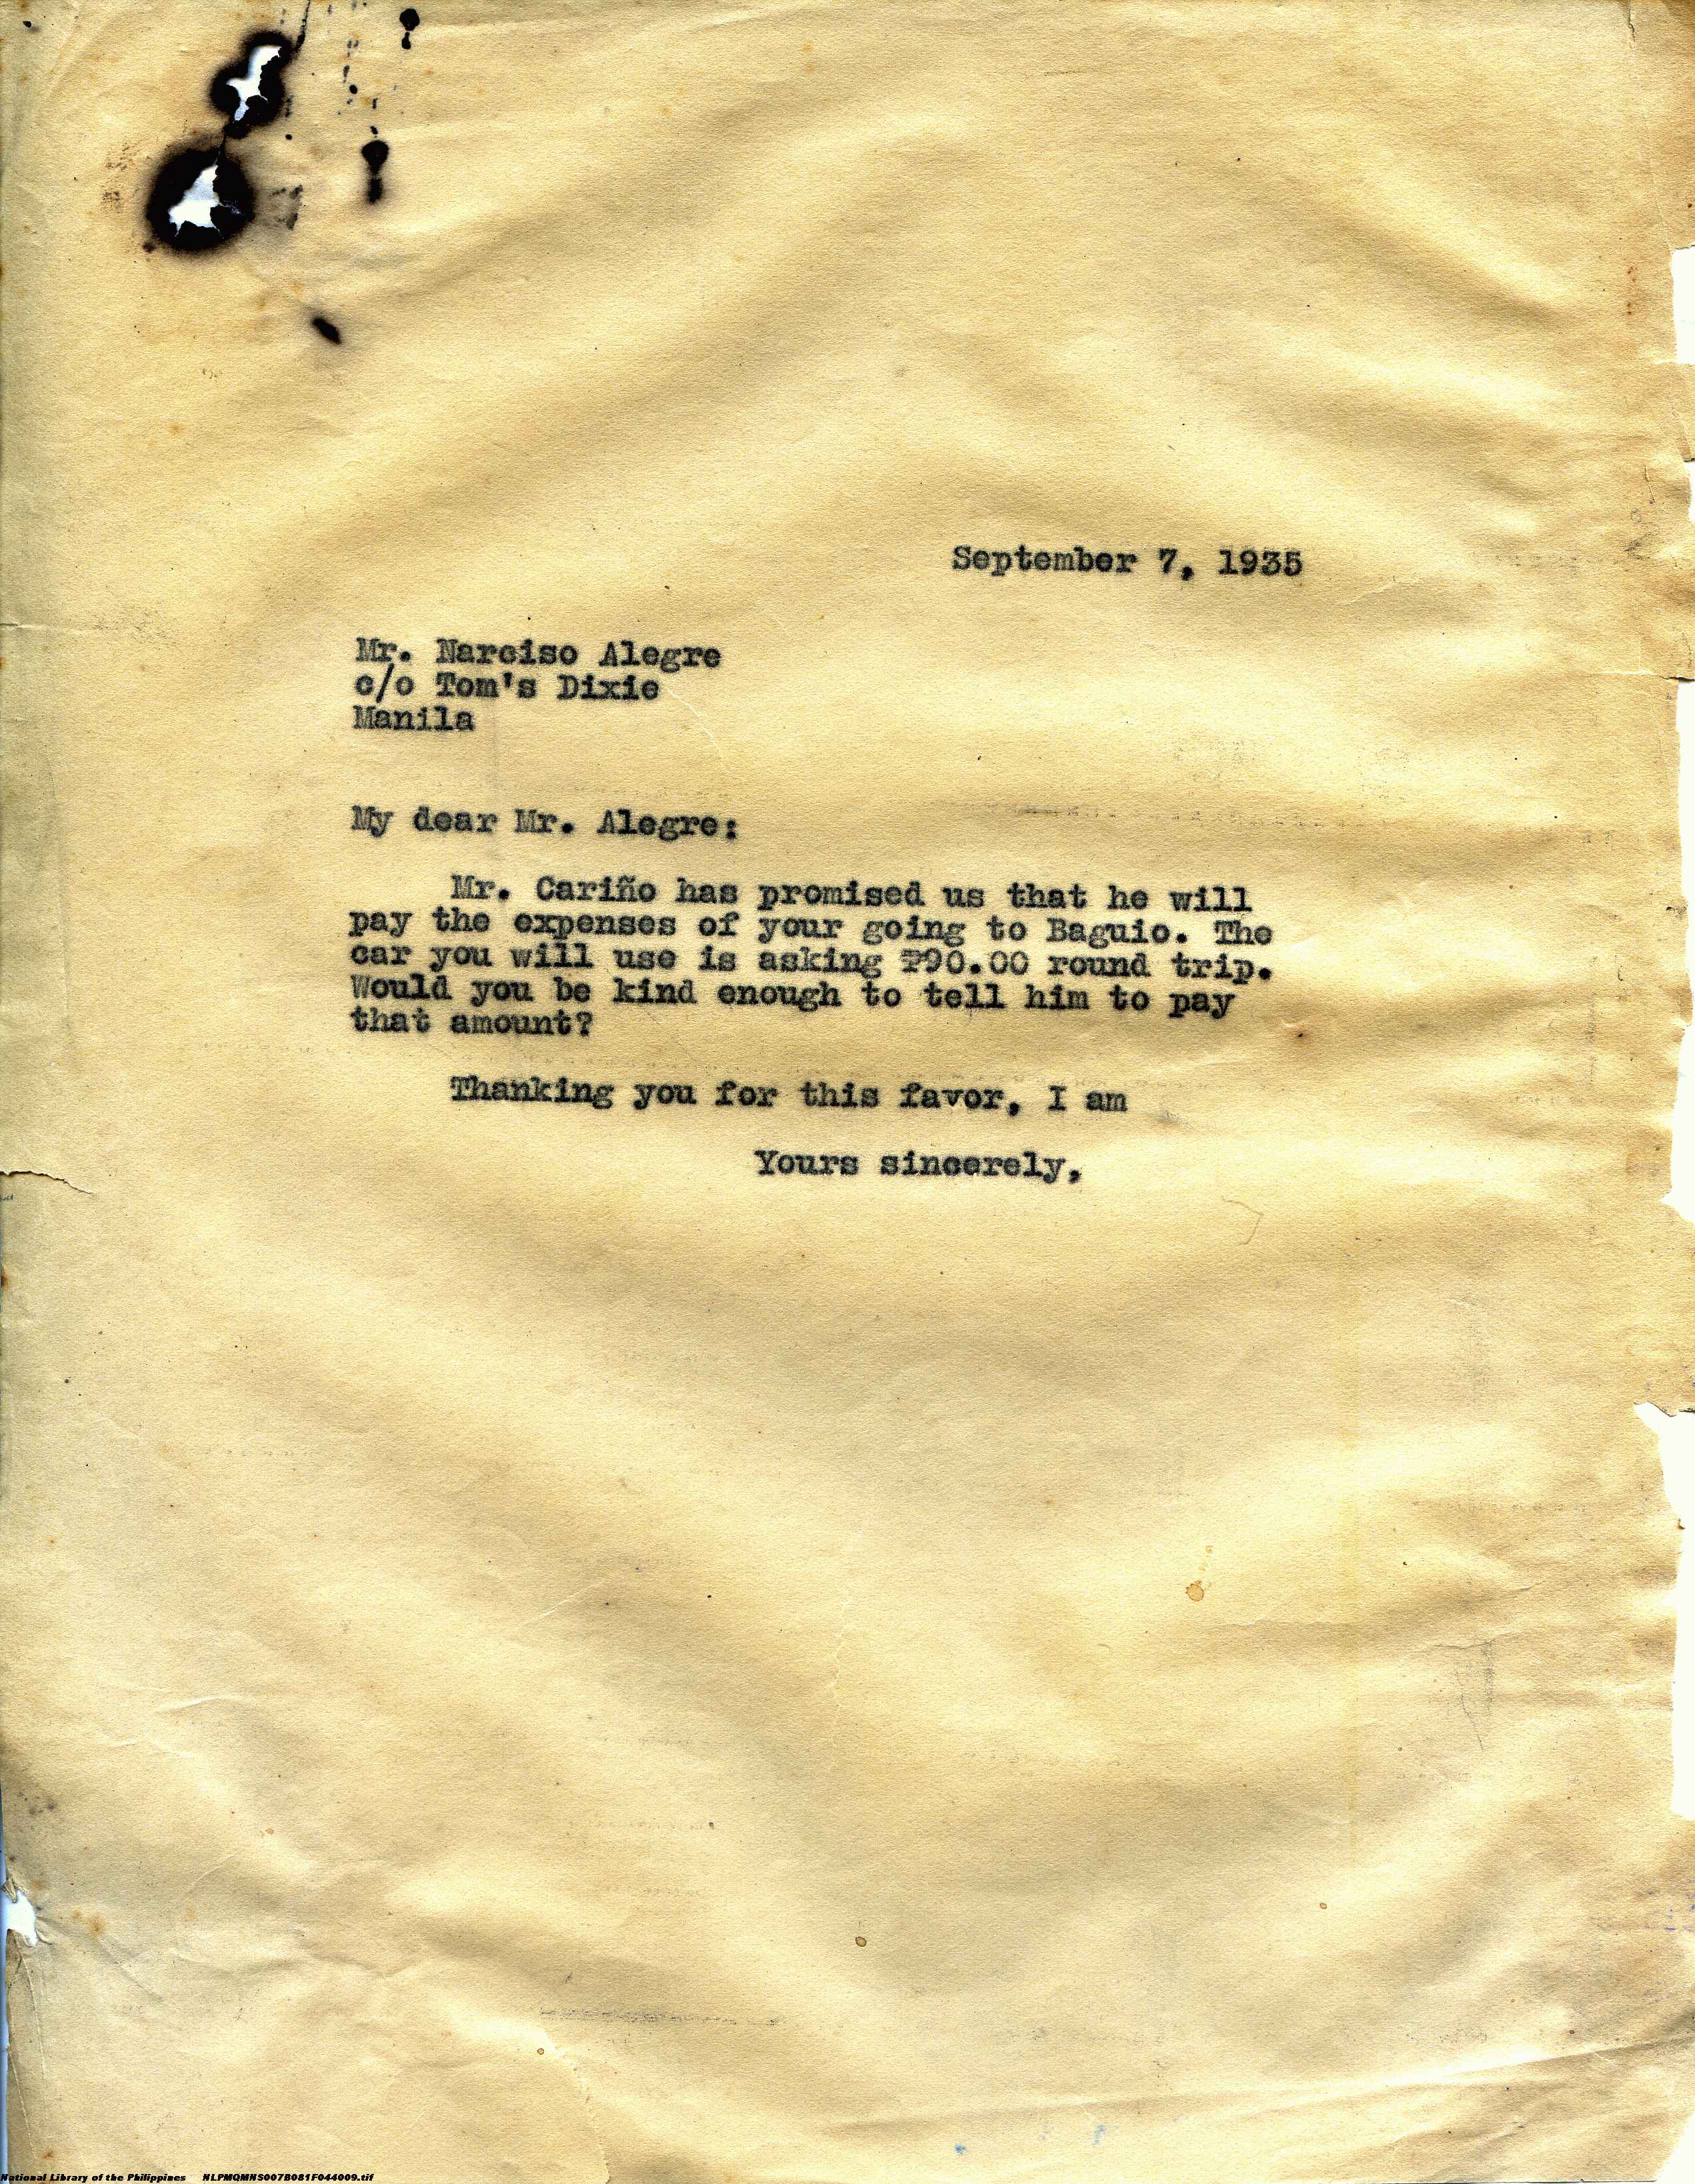 September 7, 1935
Mr. Narciso Alegre
c/o Tom's Dixie
Manila
My dear Mr. Alegre:
Mr. Cariño has promised us that he will
pay the expenses of your going to Baguio. The
car you will use is asking ₱90.00 round trip.
Would you be kind enough to tell him to pay
that amount?
Thanking you for this favor, I am
Yours sincerely,
National Library of the Philippines NLPMQMNS007B081F044009.tif